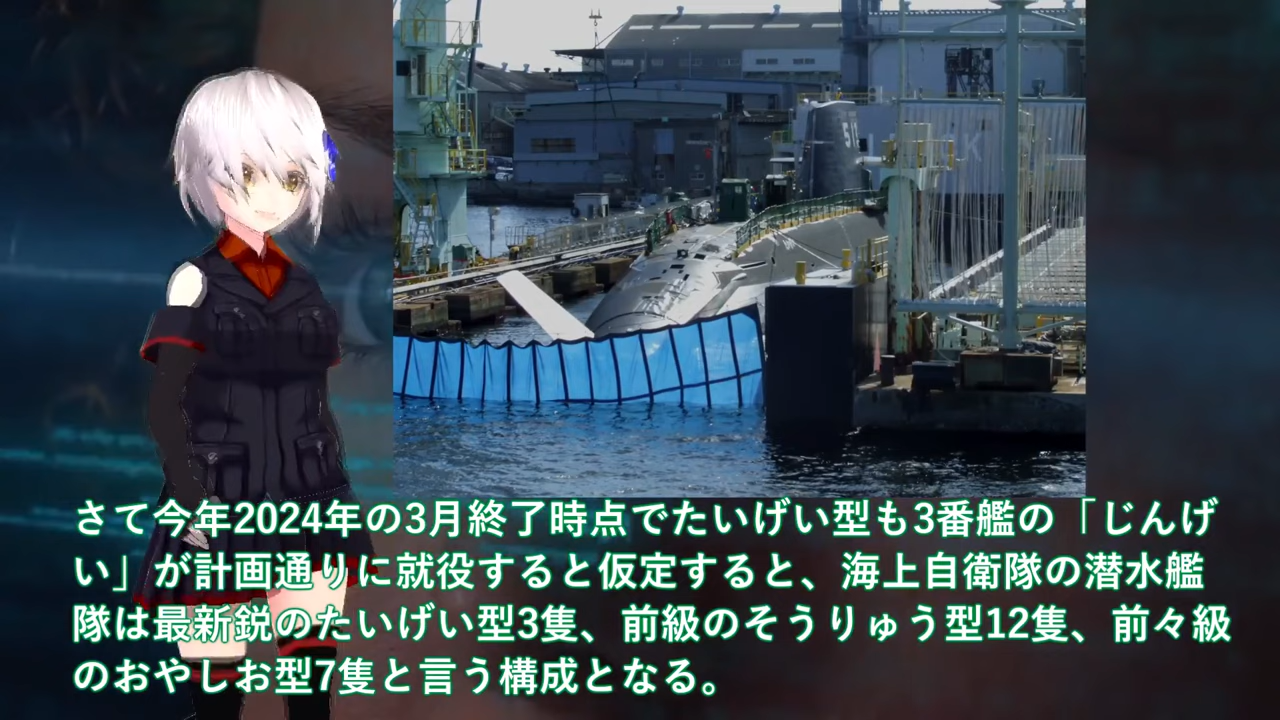 さて今年2024年の3月終了時点でたいげい型も3番艦の「じんげ
い」が計画通りに就役すると仮定すると、海上自衛隊の潜水艦
隊は最新鋭のたいげい型3隻、前級のそうりゅう型12隻、前々級
のおやしお型7隻と言う構成となる。